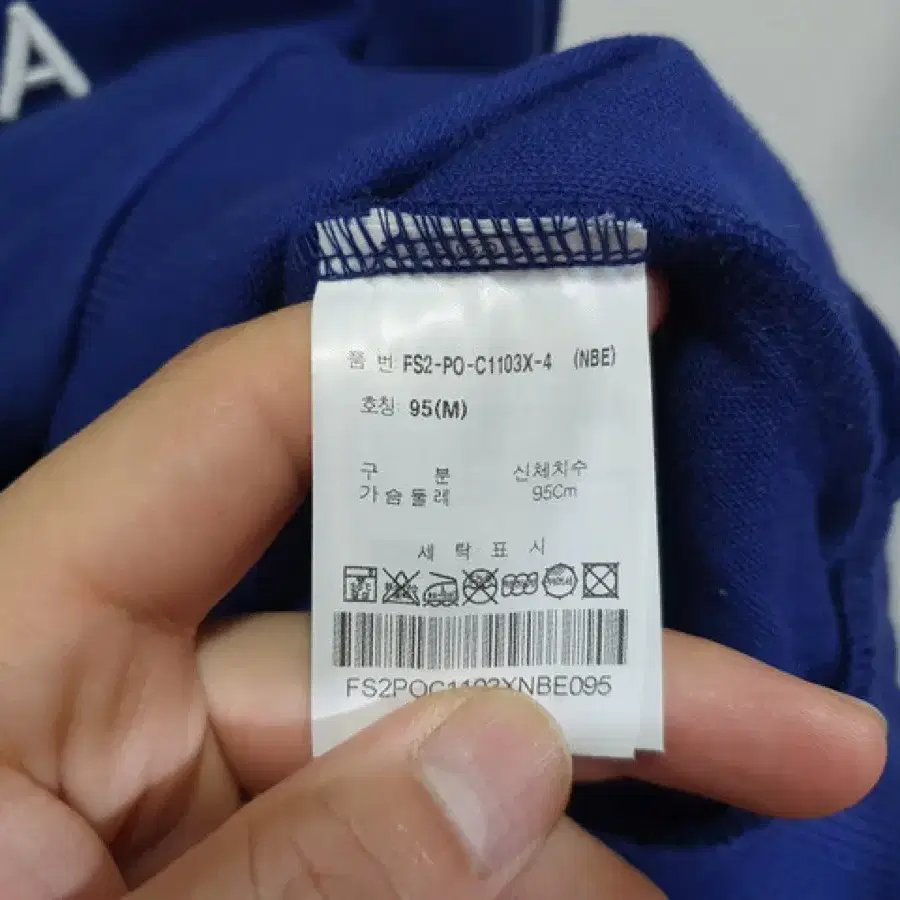 A
품 번: FS2-PO-C1103X-4 (NBE)
호칭: 95(M)
구 분 신체치수
가슴둘레 95Cm
세 탁 표 시
FS2POC1103XNBE095